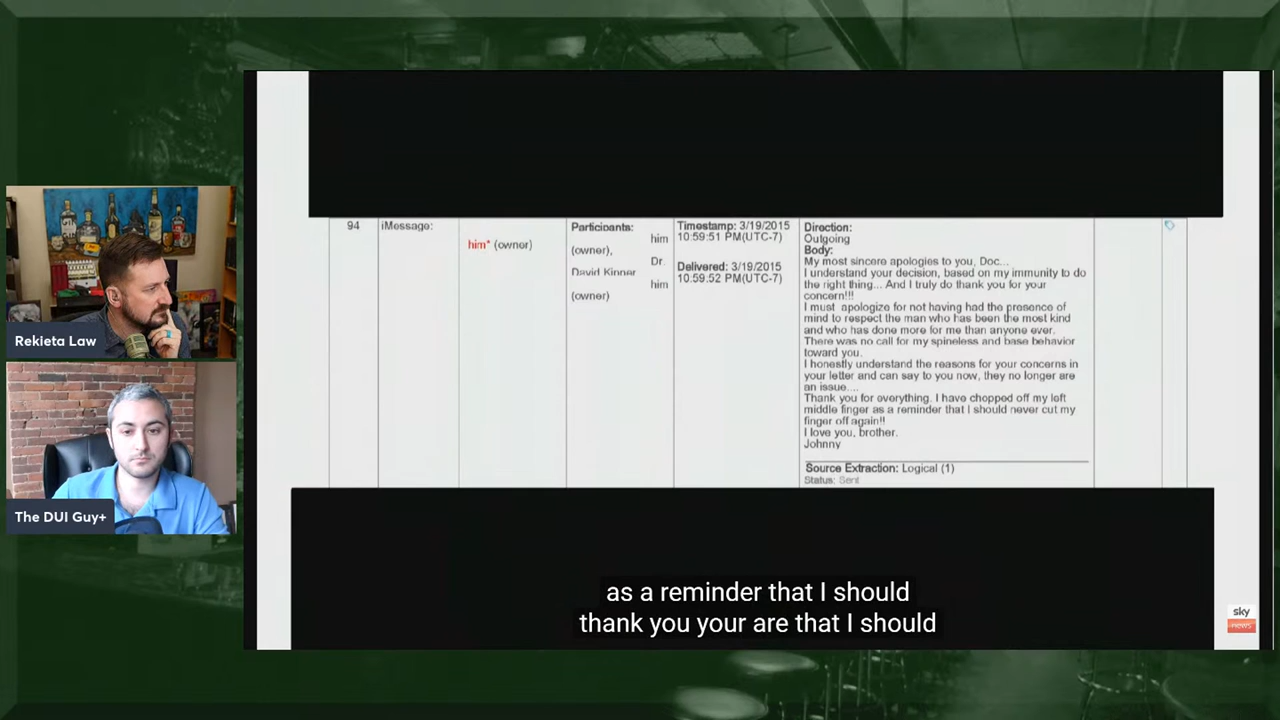 94
iMessage:
him* (owner)
Participants:
him
(owner),
Dr.
David Kipper
him
(owner)
Timestamp: 3/19/2015
10:59:51 PM(UTC-7)
Delivered: 3/19/2015
10:59:52 PM(UTC-7)
Direction:
Outgoing
Body:
My most sincere apologies to you, Doc...
I understand your decision, based on my immunity to do
the right thing... And I truly do thank you for your
concern!!!
I must apologize for not having had the presence of
mind to respect the man who has been the most kind
and who has done more for me than anyone ever.
There was no call for my spineless and base behavior
toward you.
I honestly understand the reasons for your concerns in
your letter and can say to you now, they no longer are
an issue....
Thank you for everything. I have chopped off my left
middle finger as a reminder that I should never cut my
finger off again!!
I love you, brother.
Johnny
Source Extraction: Logical (1)
Status: Sent
Rekieta Law
The DUI Guy+
as a reminder that I should
thank you your are that I should
sky
news